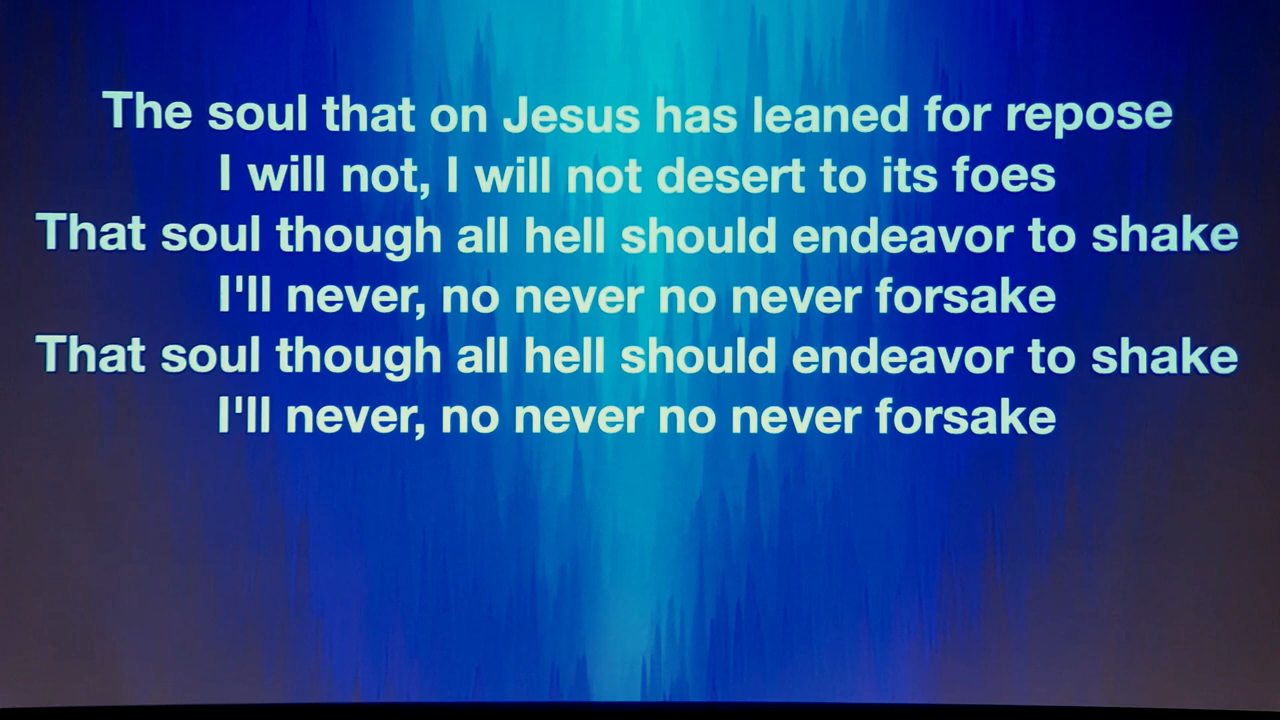 The soul that on Jesus has leaned for repose
I will not, I will not desert to its foes
That soul though all hell should endeavor to shake
I'll never, no never no never forsake
That soul though all hell should endeavor to shake
I'll never, no never no never forsake